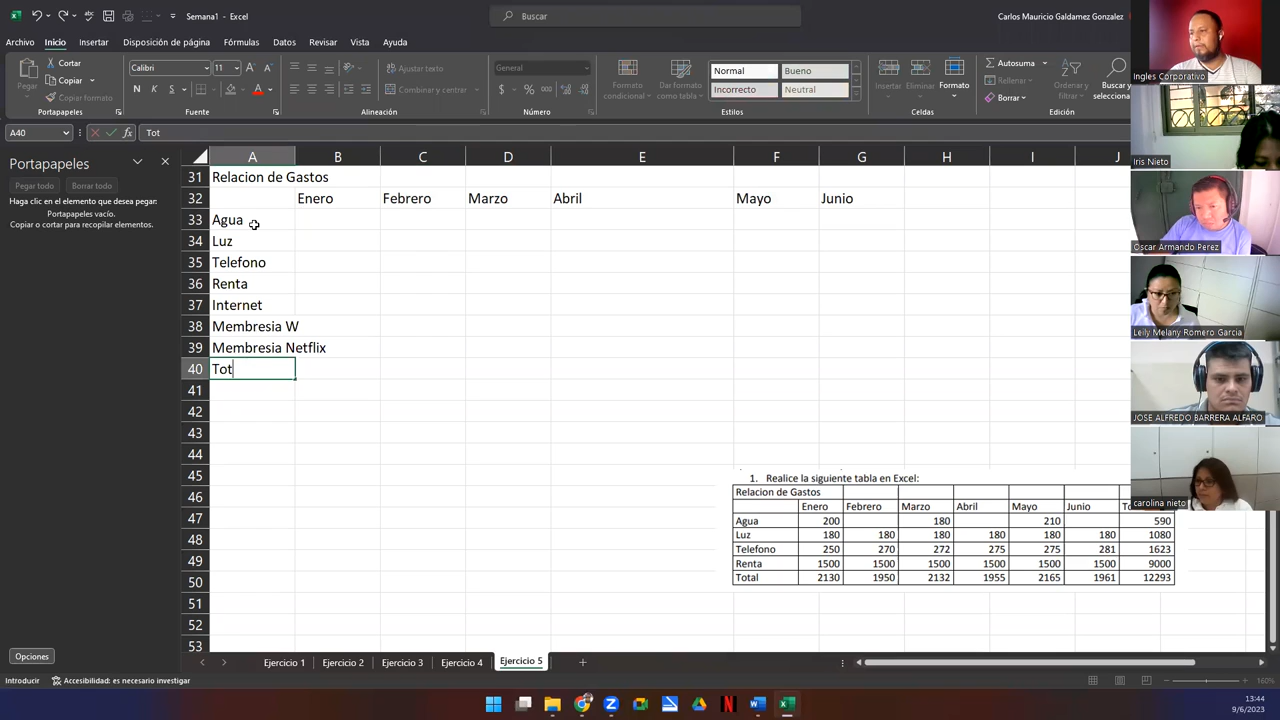 Semana1 - Excel
Buscar
Carlos Mauricio Galdamez Gonzalez
Archivo Inicio Insertar Disposición de página Fórmulas Datos Revisar Vista Ayuda
Pegar
Cortar
Copiar
Copiar formato
Portapapeles
Calibri 11
N K S
Fuente
Ajustar texto
Combinar y centrar
Alineación
General
$ % 000
Número
Formato condicional
Dar formato como tabla
Normal Bueno
Incorrecto Neutral
Estilos
Insertar Eliminar Formato
Celdas
Autosuma
Rellenar
Borrar
Buscar y selecciona
A40 fx Tot
Portapapeles
Pegar todo Borrar todo
Haga clic en el elemento que desea pegar:
Portapapeles vacío.
Copiar o cortar para recopilar elementos.
Opciones
A B C D E F G H I J
31 Relacion de Gastos
32 Enero Febrero Marzo Abril Mayo Junio
33 Agua
34 Luz
35 Telefono
36 Renta
37 Internet
38 Membresia W
39 Membresia Netflix
40 Tot
41
42
43
44
45
46
47
48
49
50
51
52
53
1. Realice la siguiente tabla en Excel:
Relacion de Gastos
Enero Febrero Marzo Abril Mayo Junio
Agua 200 180 210 590
Luz 180 180 180 180 180 180 1080
Telefono 250 270 272 275 275 281 1623
Renta 1500 1500 1500 1500 1500 1500 9000
Total 2130 1950 2132 1955 2165 1961 12293
Ingles Corporativo
Iris Nieto
Oscar Armando Perez
Leily Melany Romero Garcia
JOSE ALFREDO BARRERA ALFARO
carolina nieto
Ejercicio 1 Ejercicio 2 Ejercicio 3 Ejercicio 4 Ejercicio 5
Introducir Accesibilidad: es necesario investigar
160%
13:44
9/6/2023